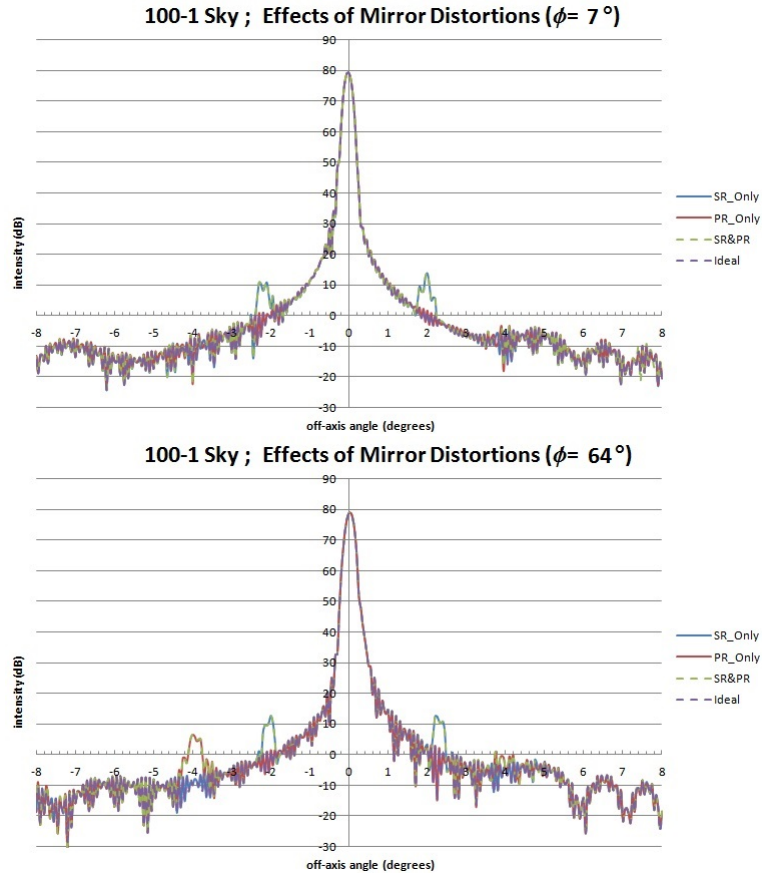 100-1 Sky ; Effects of Mirror Distortions (ϕ= 7°)
90
80
70
60
50
40
30
20
10
0
-10
-20
-30
intensity (dB)
-8 -7 -6 -5 -4 -3 -2 -1 0 1 2 3 4 5 6 7 8
off-axis angle (degrees)
SR_Only
PR_Only
SR&PR
Ideal
100-1 Sky ; Effects of Mirror Distortions (ϕ= 64°)
90
80
70
60
50
40
30
20
10
0
-10
-20
-30
intensity (dB)
-8 -7 -6 -5 -4 -3 -2 -1 0 1 2 3 4 5 6 7 8
off-axis angle (degrees)
SR_Only
PR_Only
SR&PR
Ideal